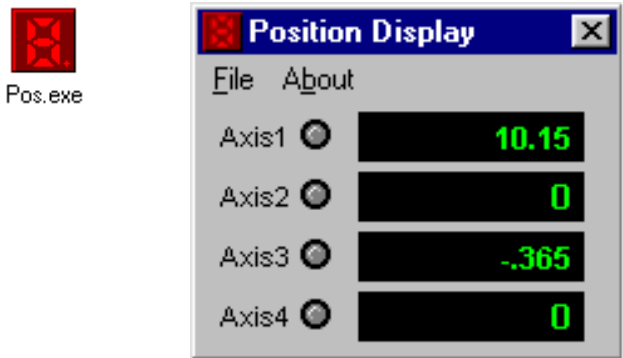 Pos.exe
Position Display
File About
Axis1 10.15
Axis2 0
Axis3 -.365
Axis4 0